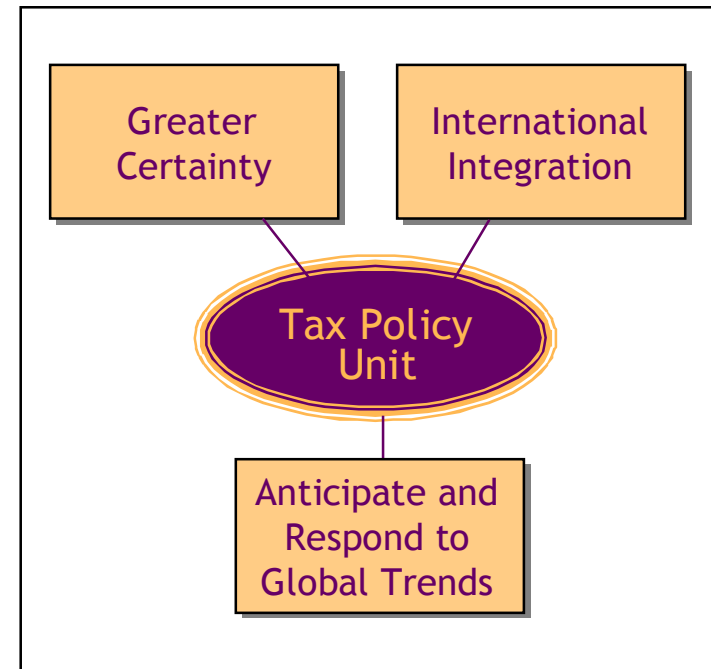 Greater
Certainty
International
Integration
Tax Policy
Unit
Anticipate and
Respond to
Global Trends